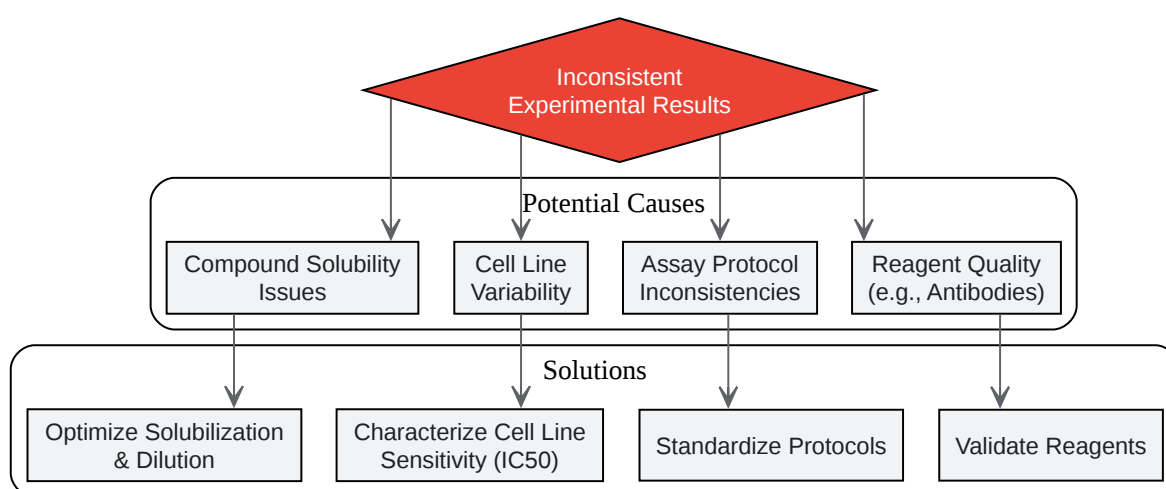 Inconsistent
Experimental Results
Potential Causes
Compound Solubility
Issues
Cell Line
Variability
Assay Protocol
Inconsistencies
Reagent Quality
(e.g., Antibodies)
Solutions
Optimize Solubilization
& Dilution
Characterize Cell Line
Sensitivity (IC50)
Standardize Protocols
Validate Reagents